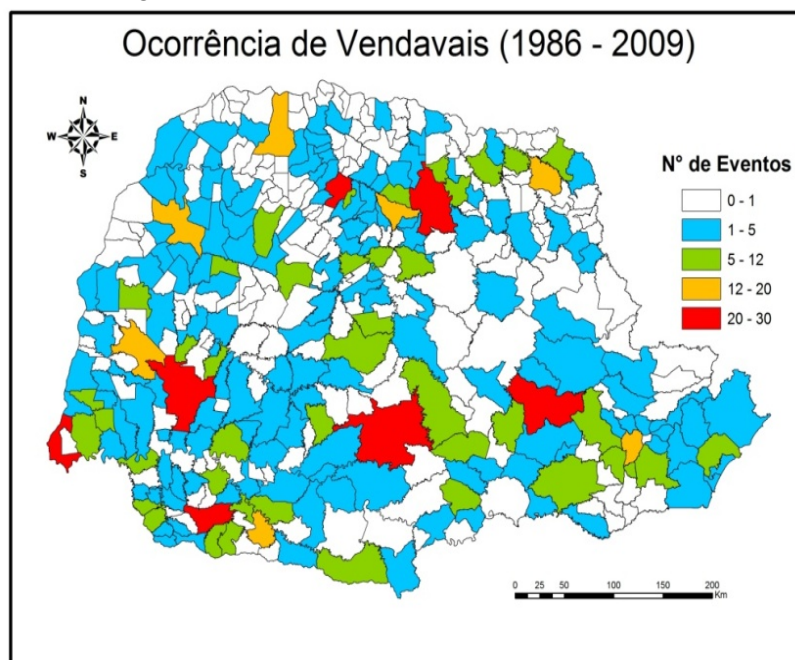 Ocorrência de Vendavais (1986 - 2009)
N
W E
S
N° de Eventos
0 - 1
1 - 5
5 - 12
12 - 20
20 - 30
0 25 50 100 150 200
Km